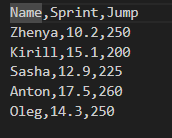 Name,Sprint,Jump
Zhenya,10.2,250
Kirill,15.1,200
Sasha,12.9,225
Anton,17.5,260
Oleg,14.3,250